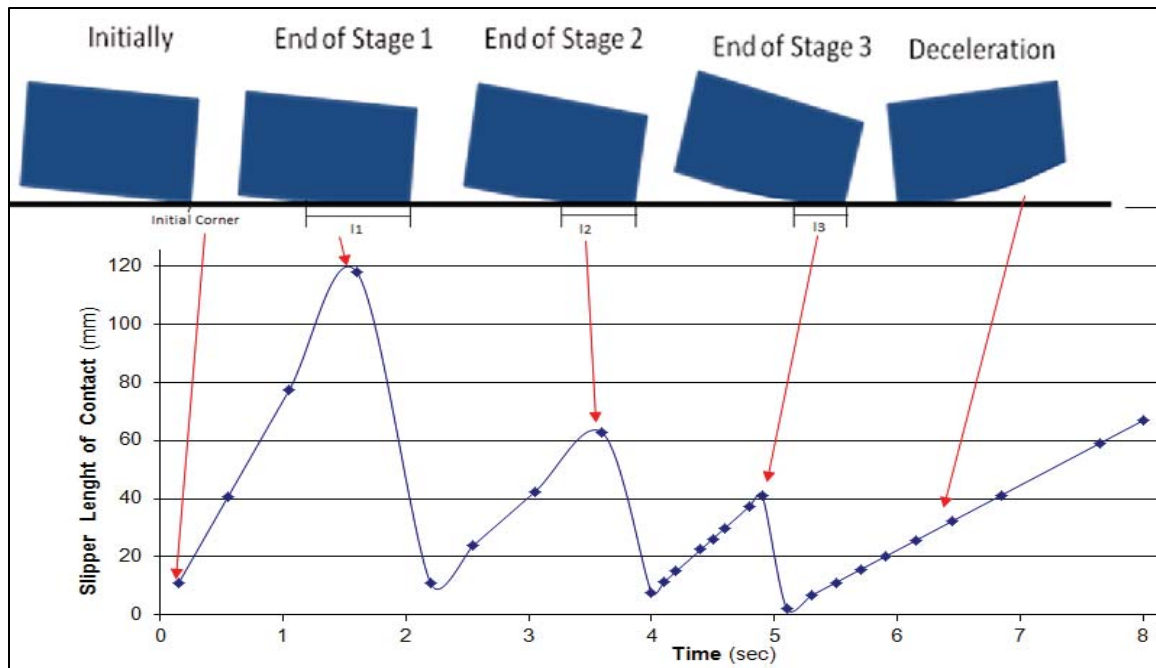 Initially
End of Stage 1
End of Stage 2
End of Stage 3
Deceleration
Initial Corner
l1
l2
l3
Slipper Lenght of Contact (mm)
120
100
80
60
40
20
0
0 1 2 3 4 5 6 7 8
Time (sec)